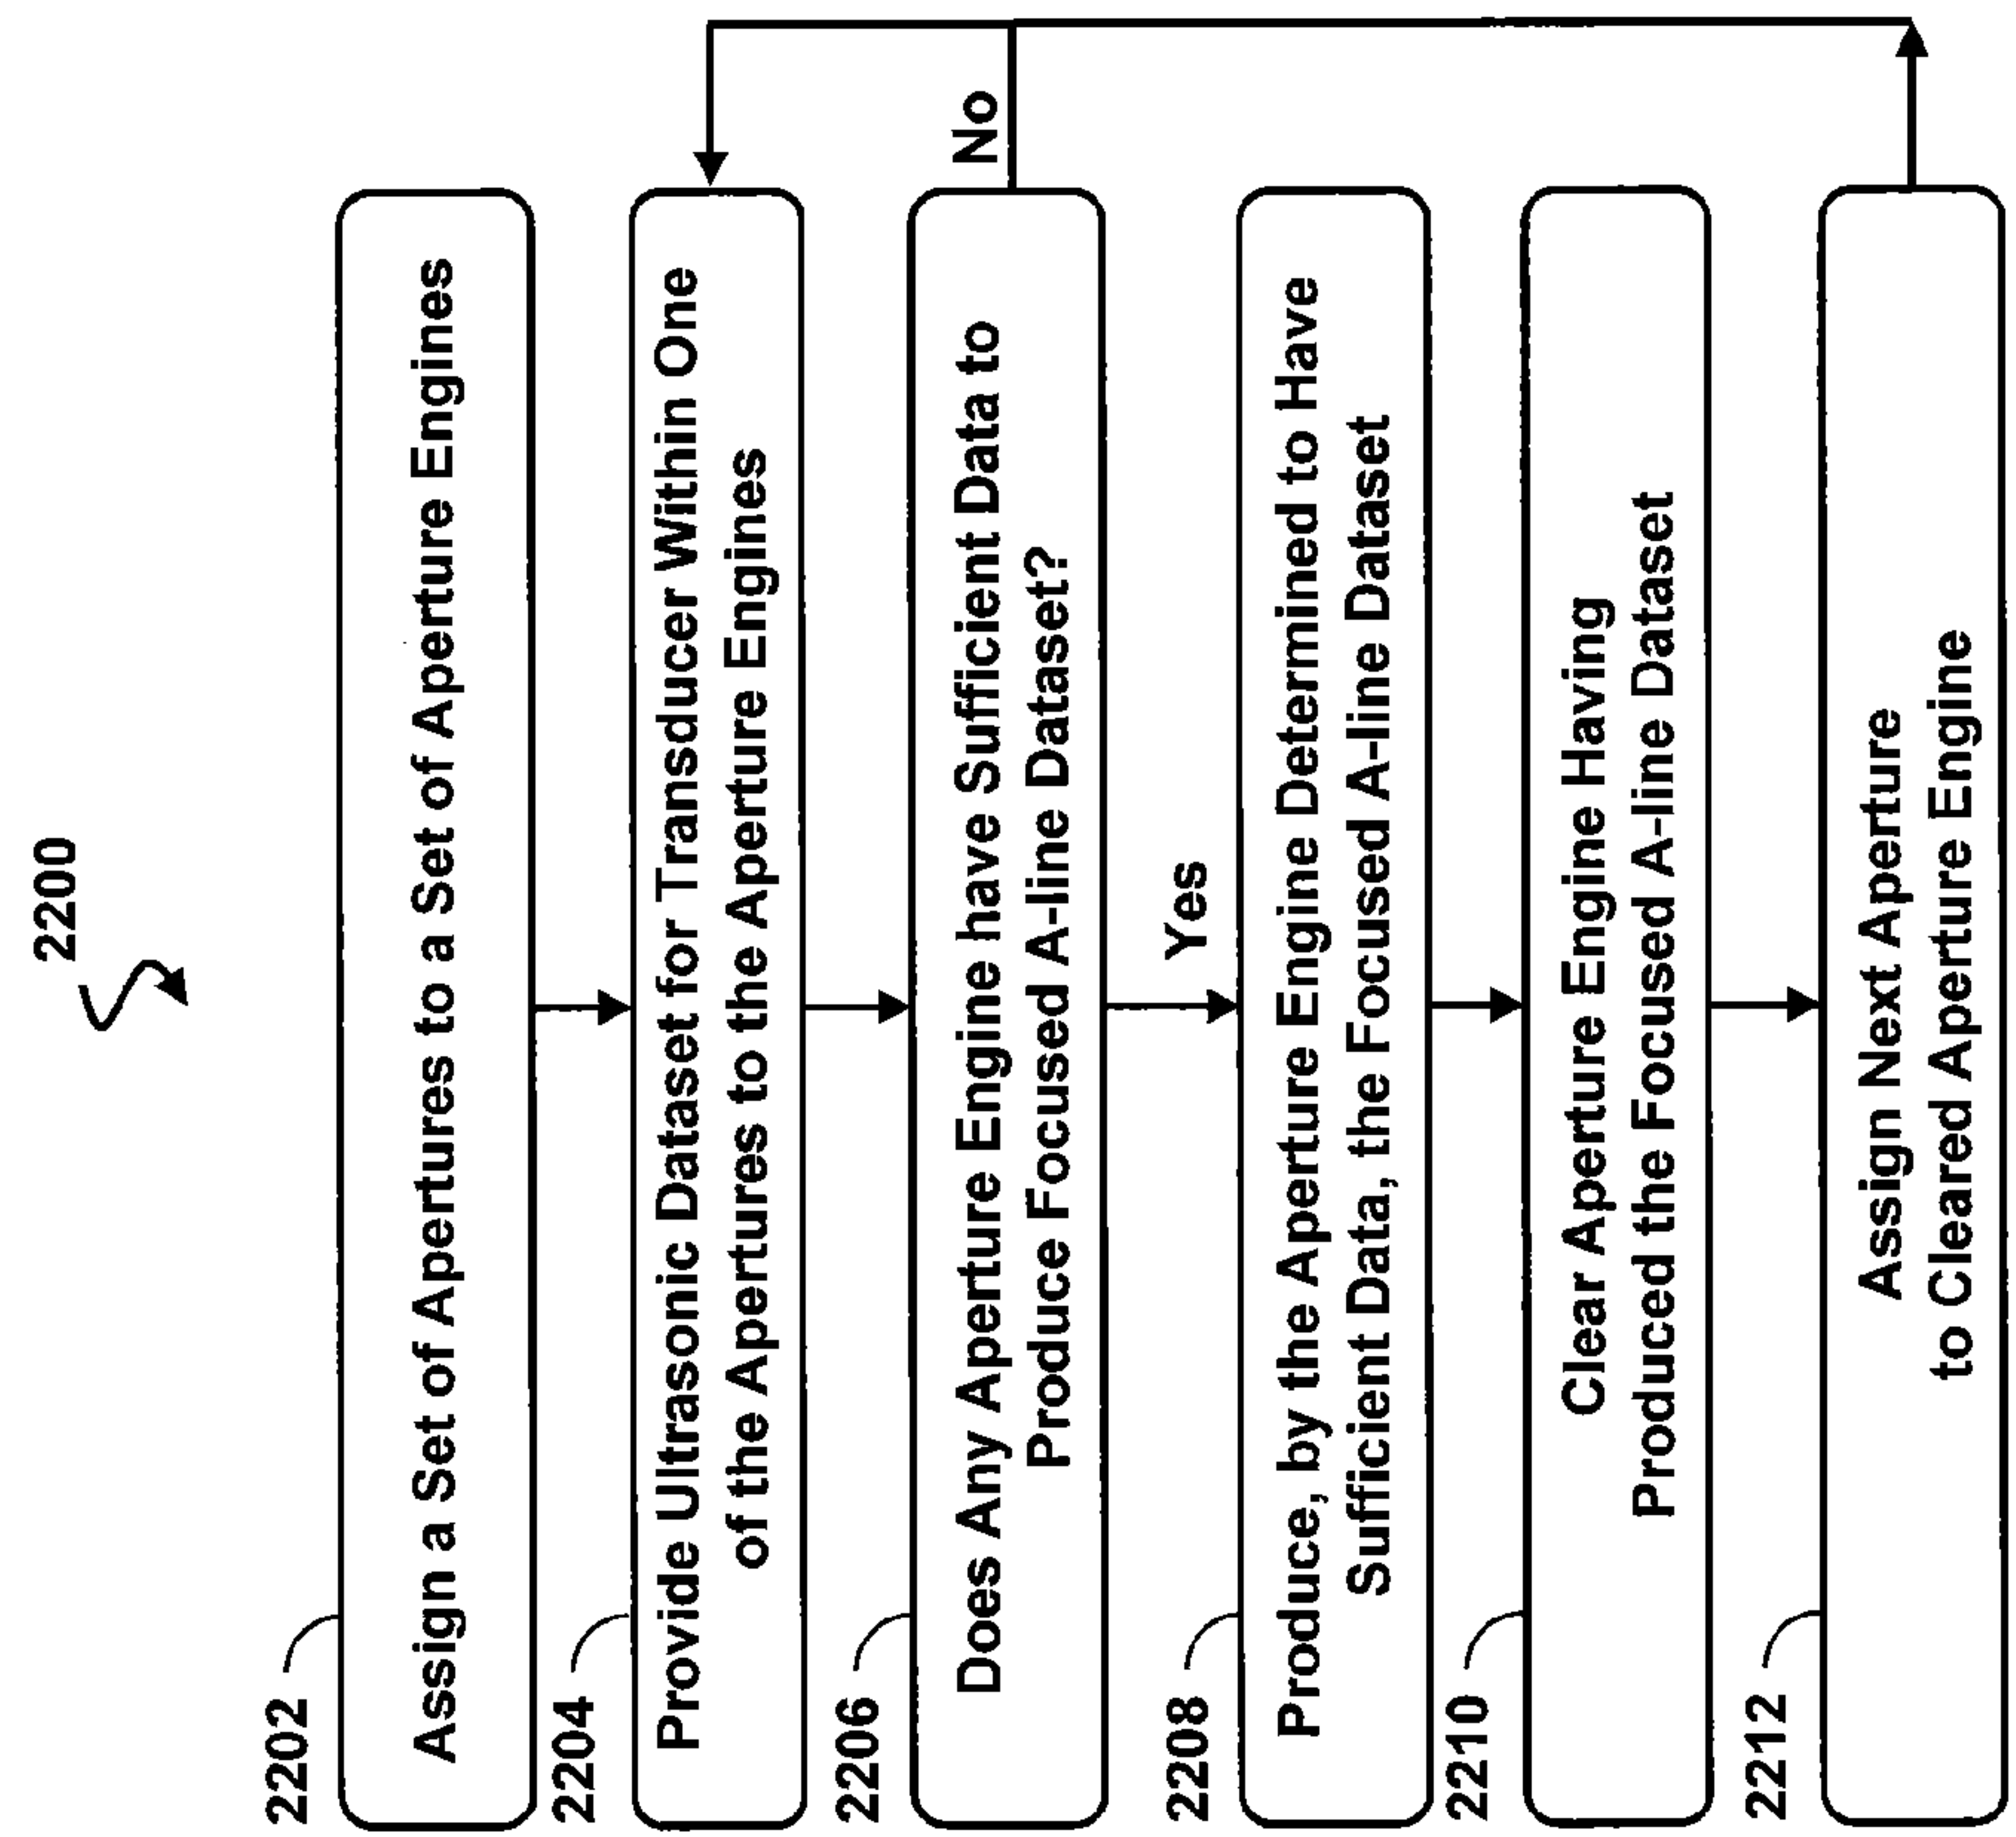 2200
2202
Assign a Set of Apertures to a Set of Aperture Engines
2204
Provide Ultrasonic Dataset for Transducer Within One
of the Apertures to the Aperture Engines
2206
Does Any Aperture Engine have Sufficient Data to
Produce Focused A-line Dataset?
No
Yes
2208
Produce, by the Aperture Engine Determined to Have
Sufficient Data, the Focused A-line Dataset
2210
Clear Aperture Engine Having
Produced the Focused A-line Dataset
2212
Assign Next Aperture
to Cleared Aperture Engine